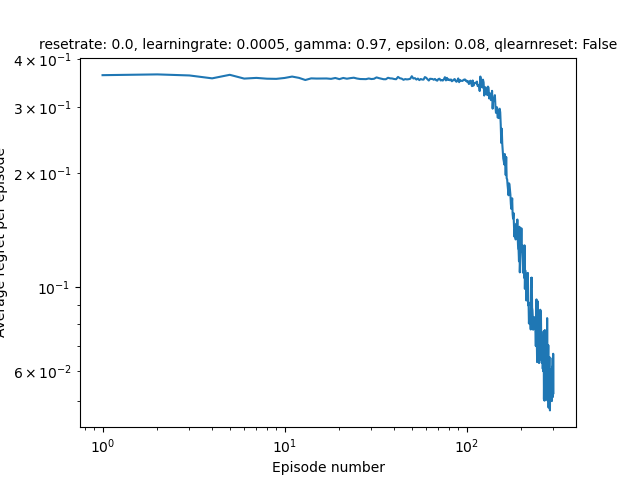 resetrate: 0.0, learningrate: 0.0005, gamma: 0.97, epsilon: 0.08, qlearnreset: False
4 × 10⁻¹
3 × 10⁻¹
2 × 10⁻¹
10⁻¹
6 × 10⁻²
Average regret per episode
10⁰ 10¹ 10²
Episode number